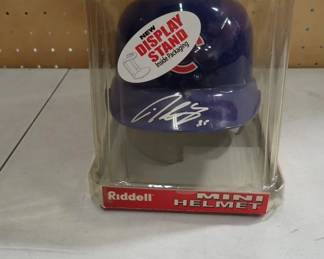 NEW
DISPLAY
STAND
Inside Packaging
C
Riddell
MINI
HELMET